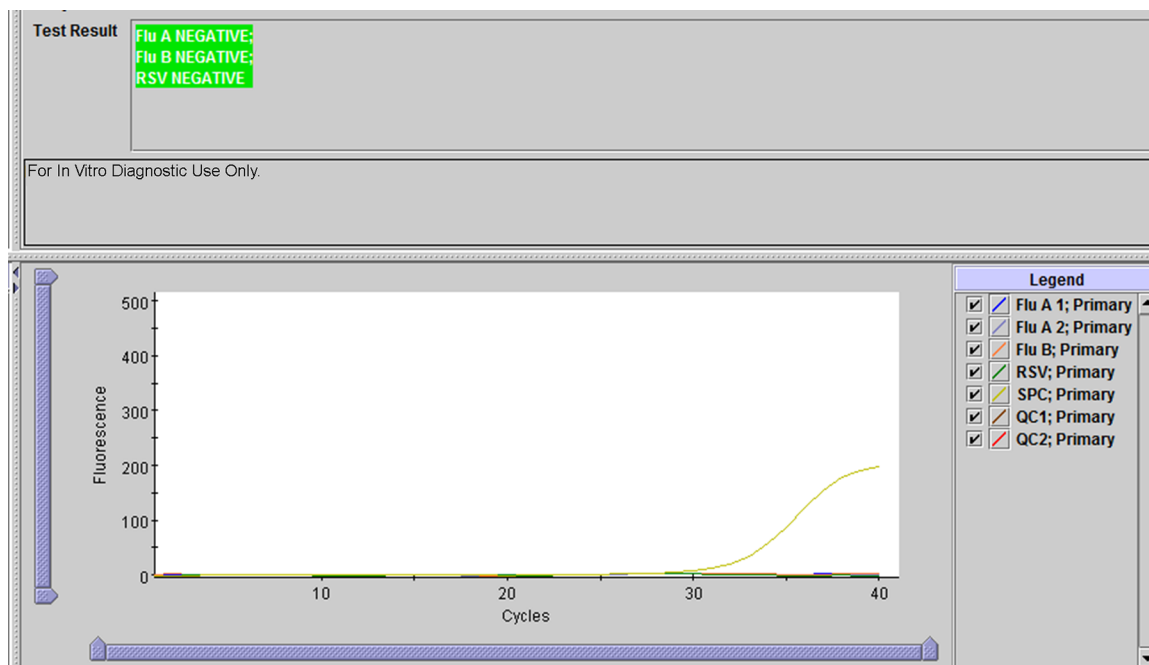 Test Result
Flu A NEGATIVE;
Flu B NEGATIVE;
RSV NEGATIVE
For In Vitro Diagnostic Use Only.
Legend
Flu A 1; Primary
Flu A 2; Primary
Flu B; Primary
RSV; Primary
SPC; Primary
QC1; Primary
QC2; Primary
Fluorescence
500
400
300
200
100
0
10 20 30 40
Cycles